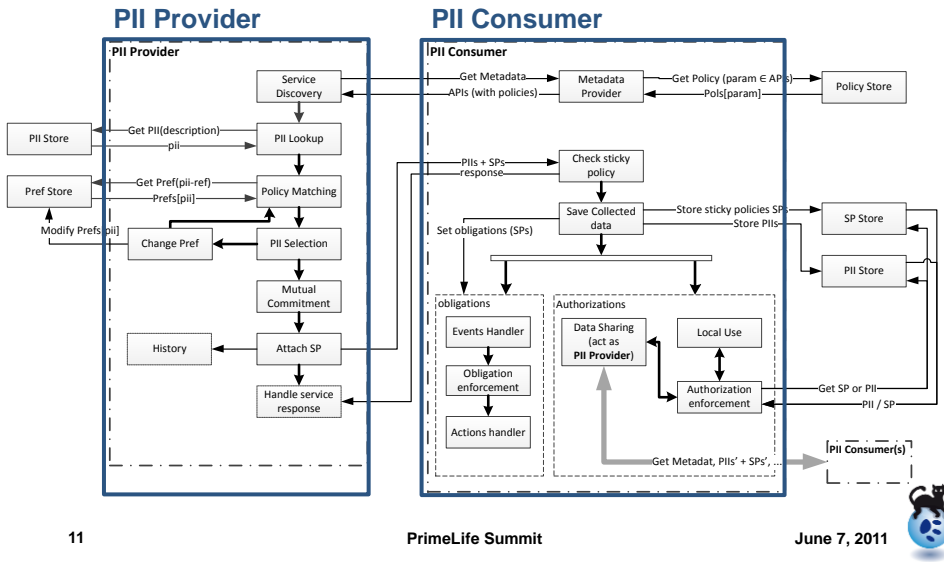 PII Provider
PII Consumer
PII Provider
PII Consumer
Service
Discovery
Get Metadata
APIs (with policies)
Metadata
Provider
Get Policy (param ∈ APIs)
Pols[param]
Policy Store
PII Store
Get PII(description)
pii
PII Lookup
PIIs + SPs
response
Check sticky
policy
Pref Store
Get Pref(pii-ref)
Prefs[pii]
Policy Matching
Modify Prefs[pii]
Change Pref
PII Selection
Set obligations (SPs)
Save Collected
data
Store sticky policies SPs
Store PIIs
SP Store
PII Store
Mutual
Commitment
obligations
Authorizations
History
Attach SP
Events Handler
Data Sharing
(act as
PII Provider)
Local Use
Handle service
response
Obligation
enforcement
Authorization
enforcement
Get SP or PII
PII / SP
Actions handler
Get Metadat, PIIs' + SPs', ...
PII Consumer(s)
11
PrimeLife Summit
June 7, 2011